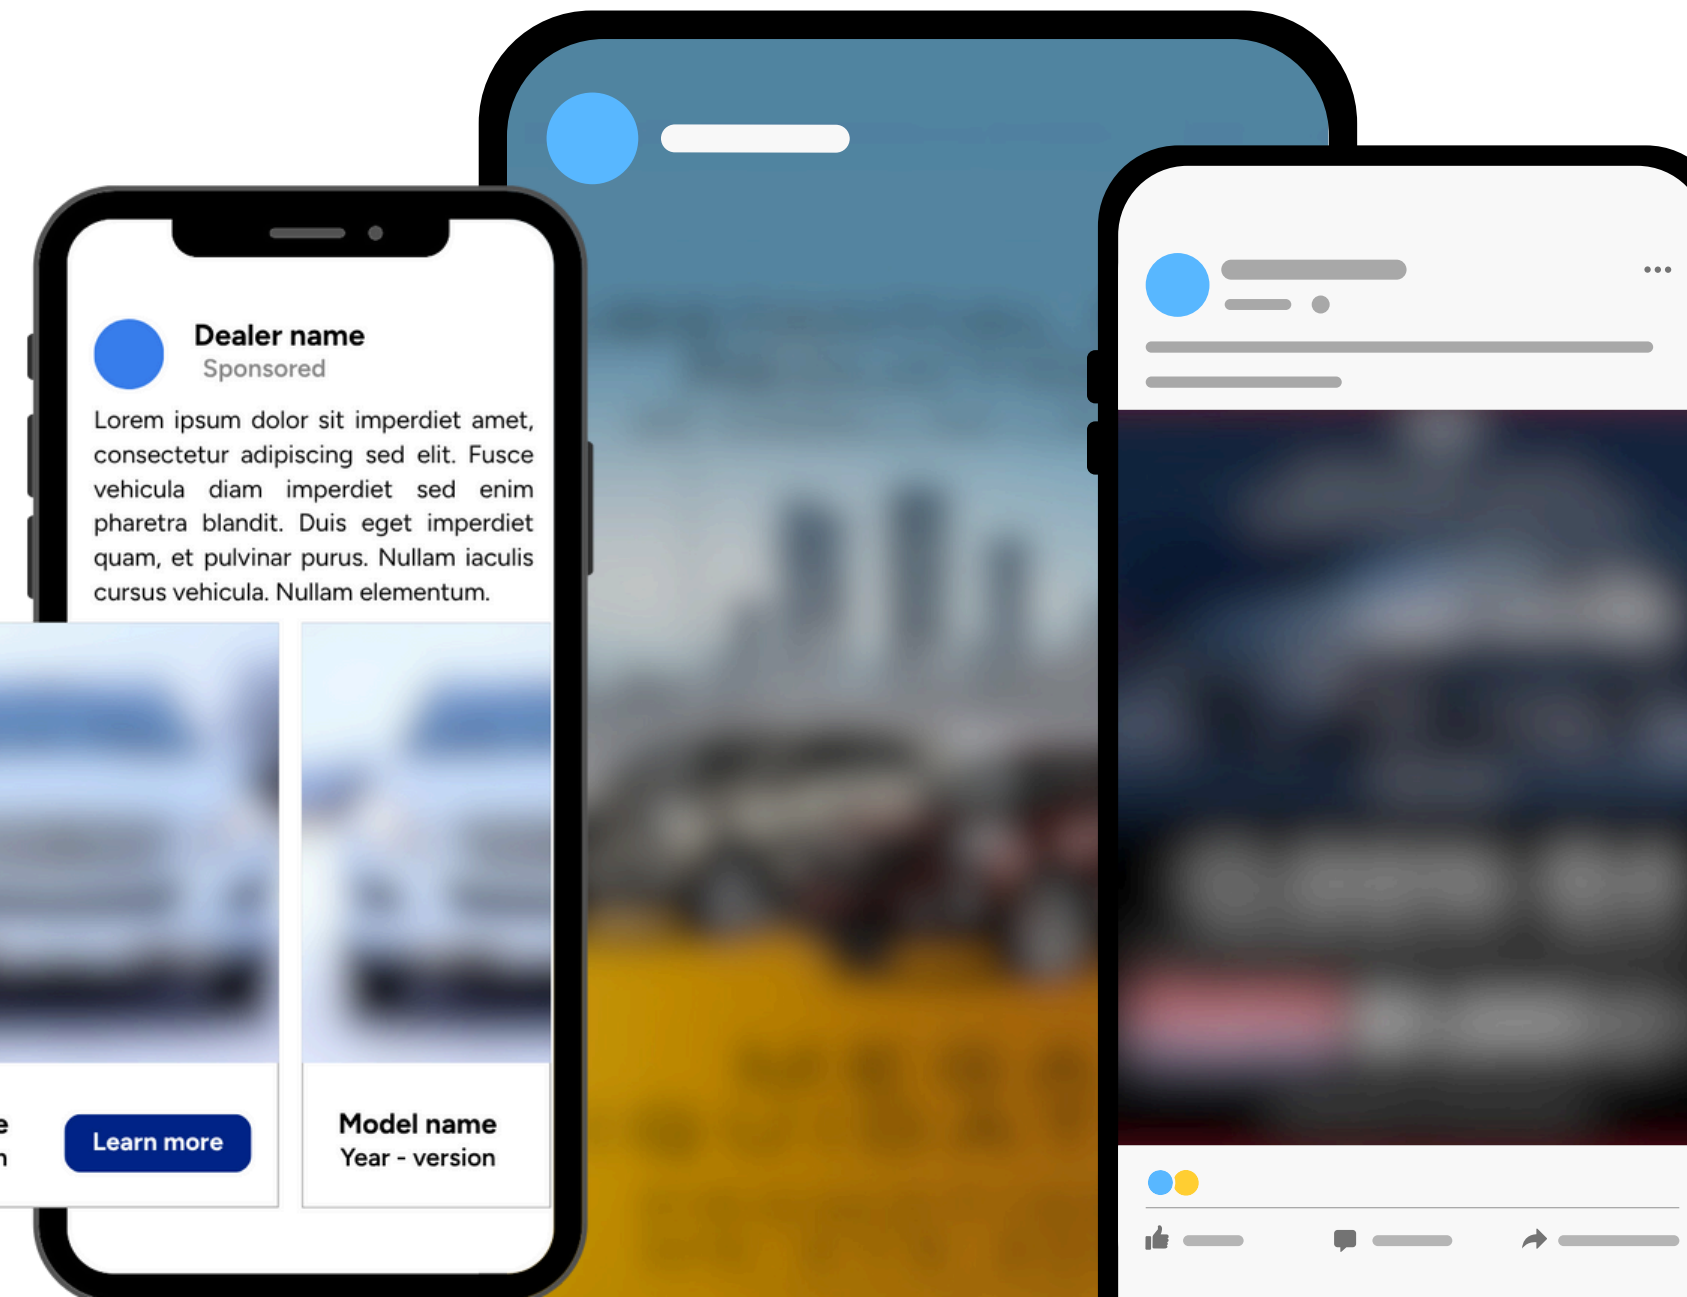 Dealer name
Sponsored
Lorem ipsum dolor sit imperdiet amet,
consectetur adipiscing sed elit. Fusce
vehicula diam imperdiet sed enim
pharetra blandit. Duis eget imperdiet
quam, et pulvinar purus. Nullam iaculis
cursus vehicula. Nullam elementum.
Learn more
Model name
Year - version